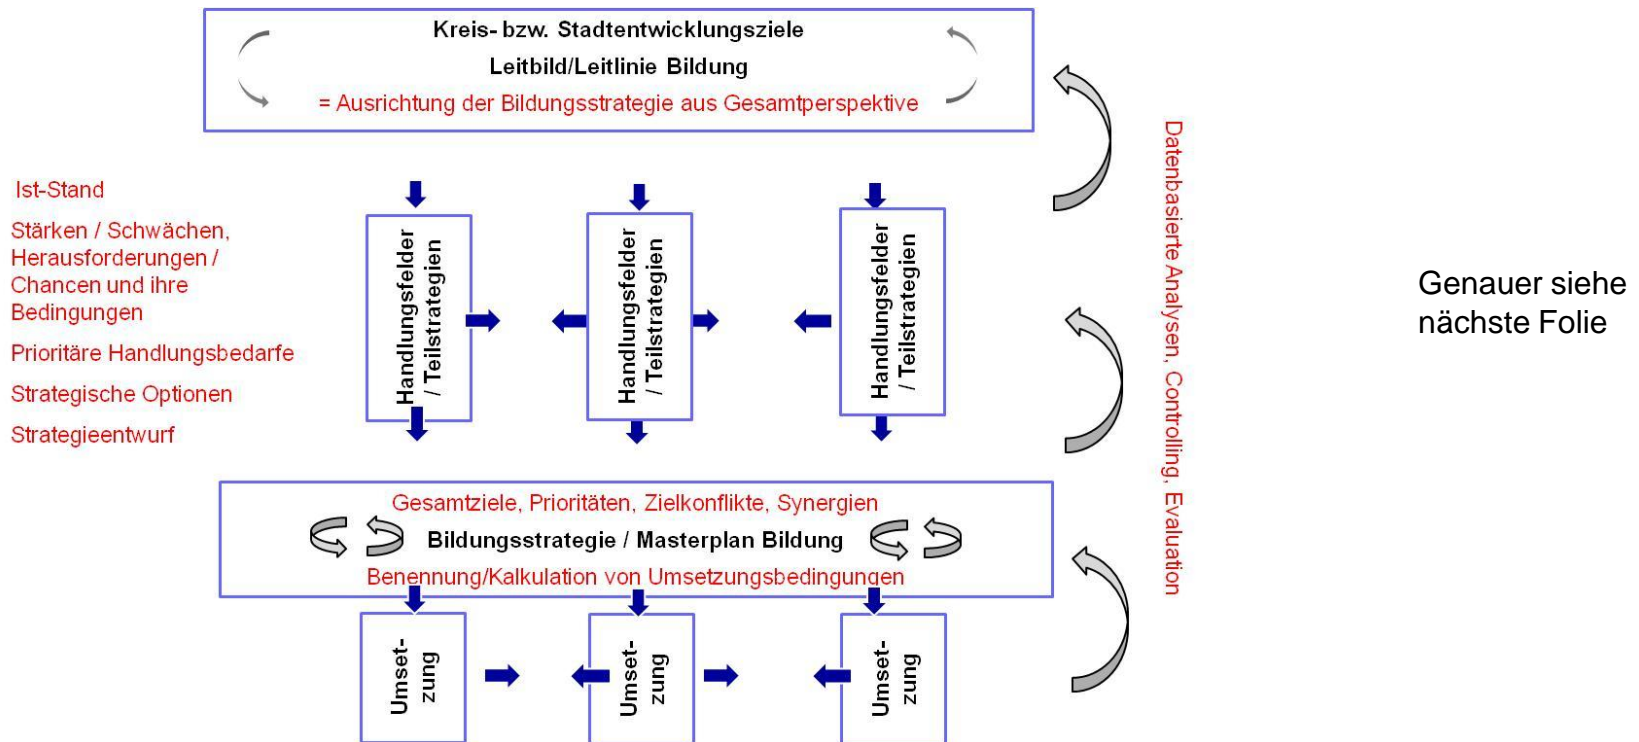 Kreis- bzw. Stadtentwicklungsziele
Leitbild/Leitlinie Bildung
= Ausrichtung der Bildungsstrategie aus Gesamtperspektive
Ist-Stand
Stärken / Schwächen,
Herausforderungen /
Chancen und ihre
Bedingungen
Prioritäre Handlungsbedarfe
Strategische Optionen
Strategieentwurf
Handlungsfelder
/ Teilstrategien
Handlungsfelder
/ Teilstrategien
Handlungsfelder
/ Teilstrategien
Datenbasierte Analysen, Controlling, Evaluation
Genauer siehe
nächste Folie
Gesamtziele, Prioritäten, Zielkonflikte, Synergien
Bildungsstrategie / Masterplan Bildung
Benennung/Kalkulation von Umsetzungsbedingungen
Umset-
zung
Umset-
zung
Umset-
zung